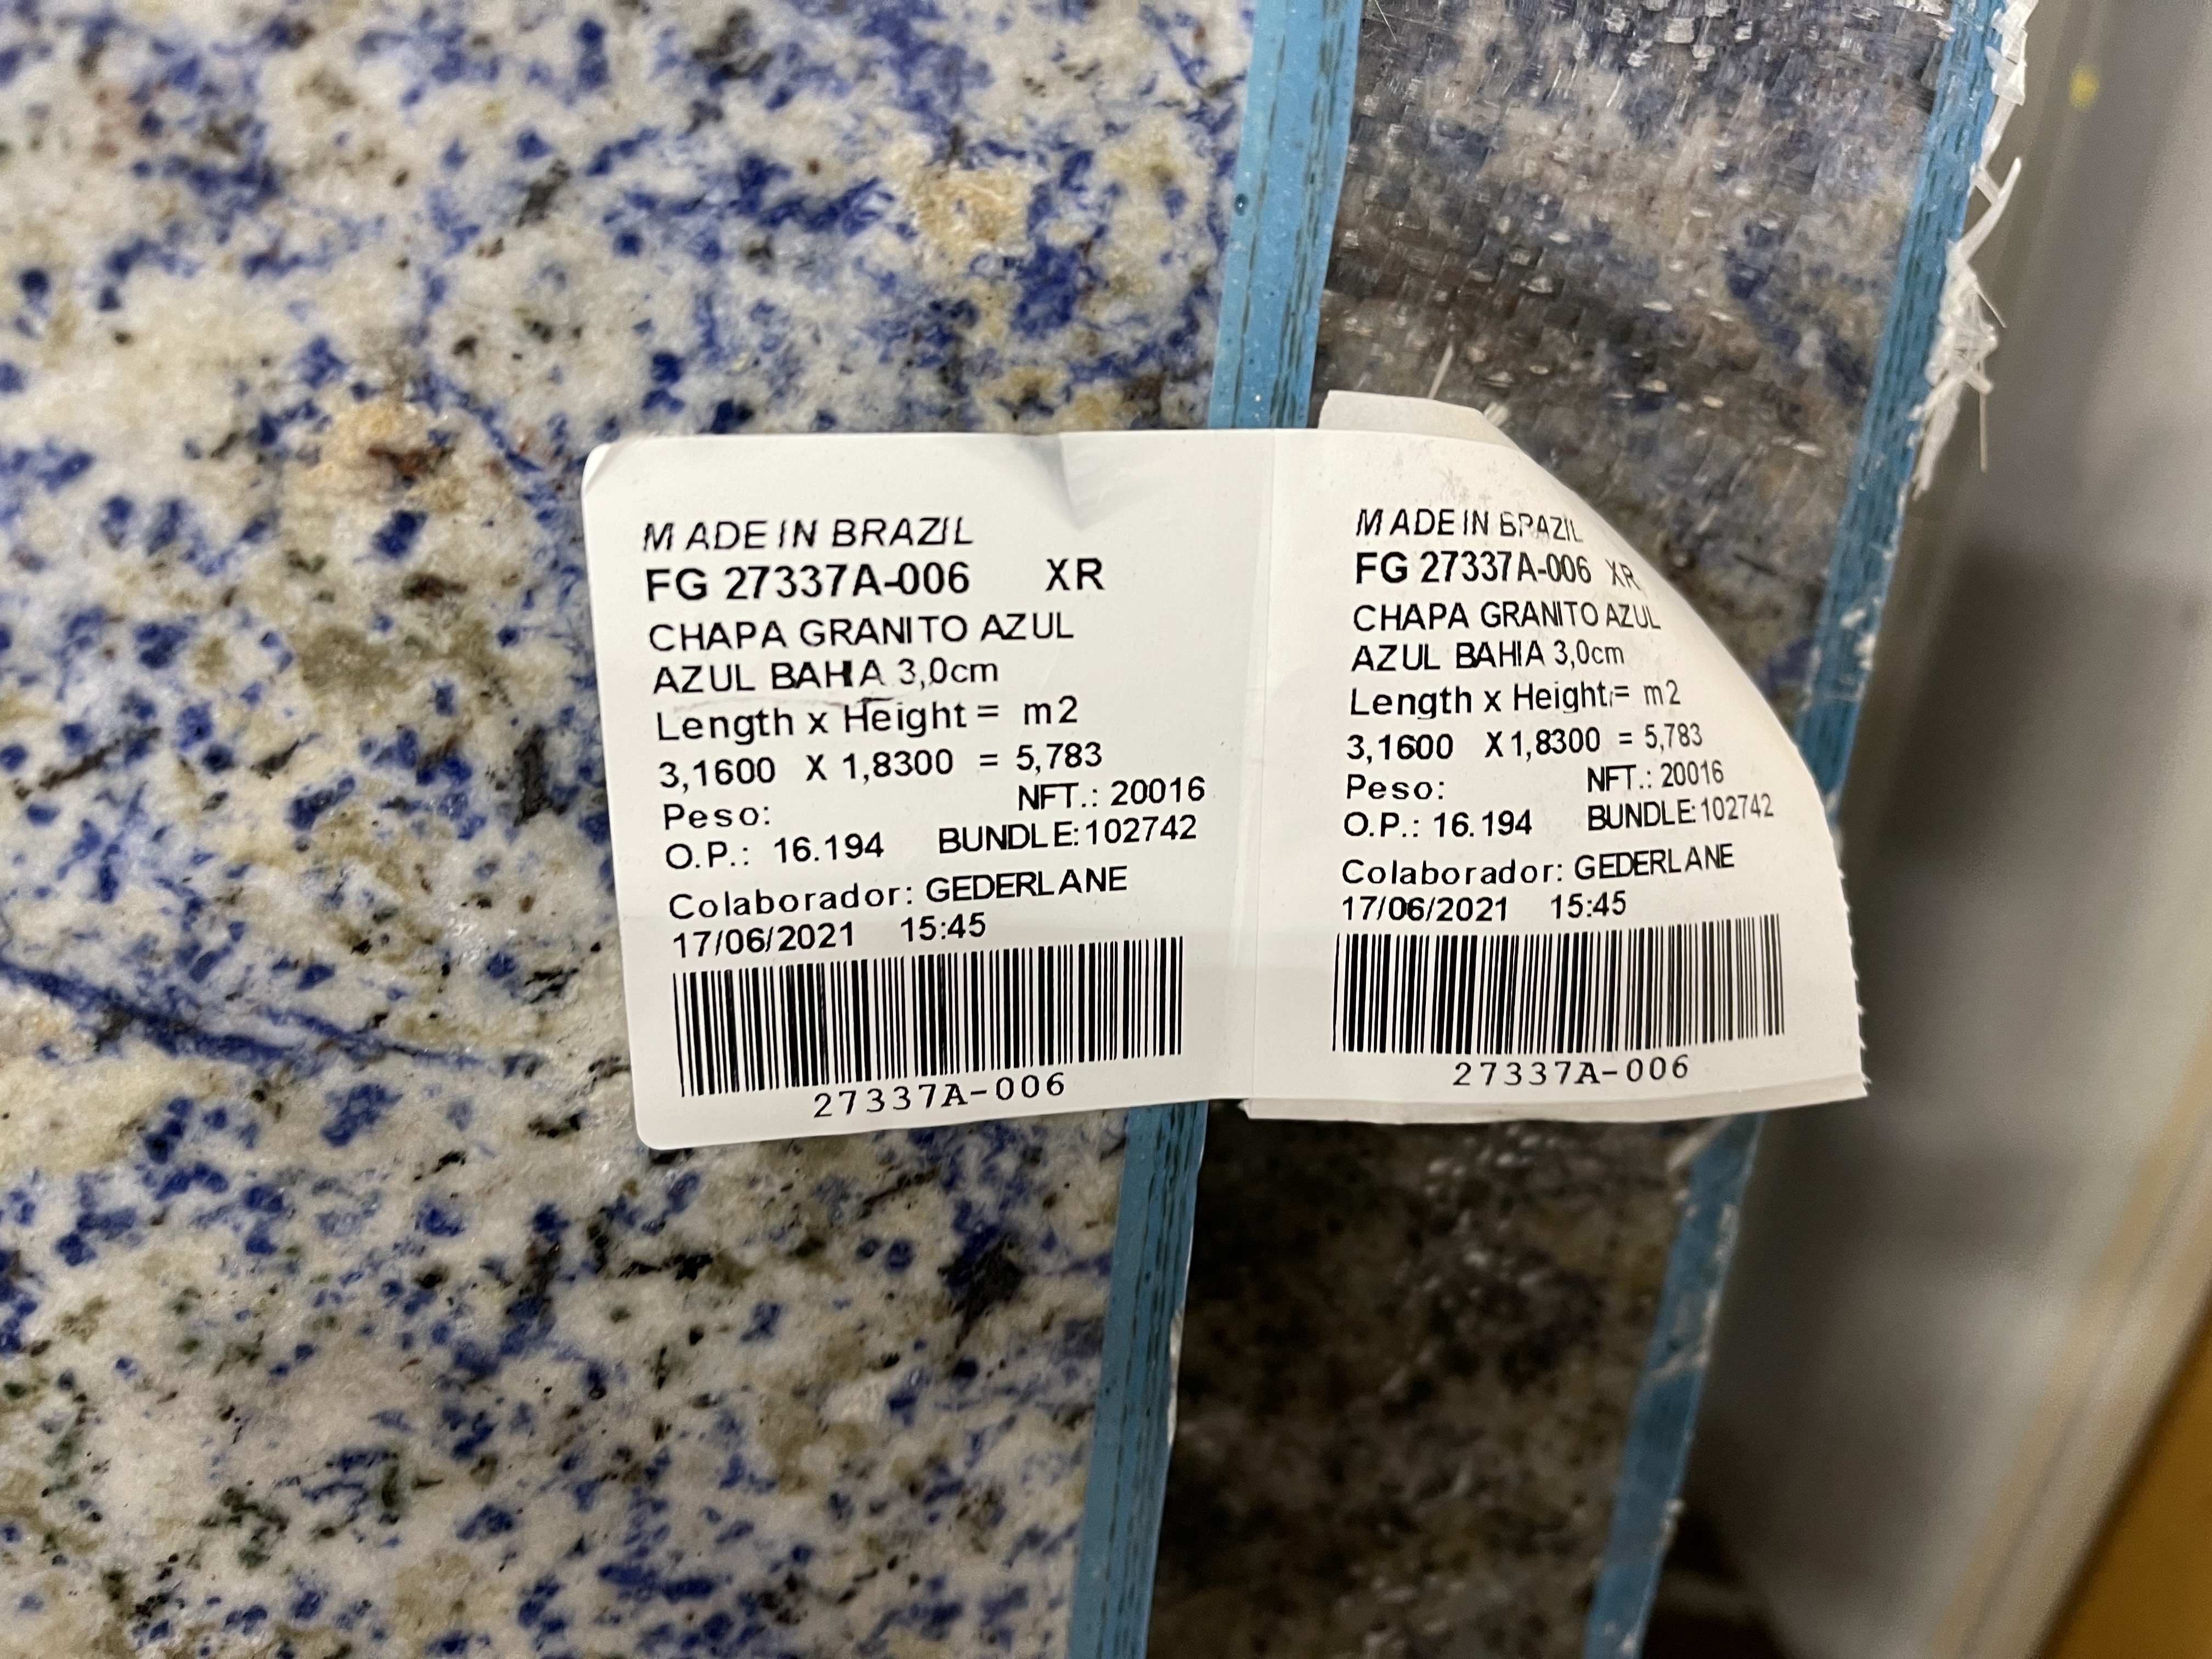 MADE IN BRAZIL
FG 27337A-006 XR
CHAPA GRANITO AZUL
AZUL BAHIA 3,0cm
Length x Height = m2
3,1600 X 1,8300 = 5,783
Peso: NFT.: 20016
O.P.: 16.194 BUNDLE:102742
Colaborador: GEDERLANE
17/06/2021 15:45
27337A-006
MADE IN BRAZIL
FG 27337A-006 XR
CHAPA GRANITO AZUL
AZUL BAHIA 3,0cm
Length x Height = m2
3,1600 X 1,8300 = 5,783
Peso: NFT.: 20016
O.P.: 16.194 BUNDLE:102742
Colaborador: GEDERLANE
17/06/2021 15:45
27337A-006